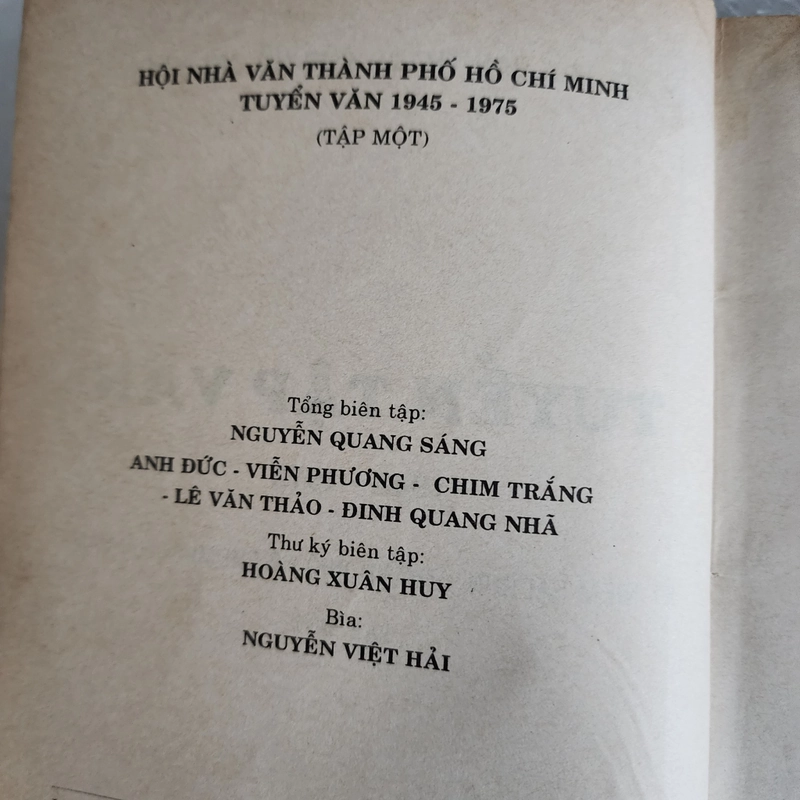 HỘI NHÀ VĂN THÀNH PHỐ HỒ CHÍ MINH
TUYỂN VĂN 1945 - 1975
(TẬP MỘT)
Tổng biên tập:
NGUYỄN QUANG SÁNG
ANH ĐỨC - VIỄN PHƯƠNG - CHIM TRẮNG
- LÊ VĂN THẢO - ĐINH QUANG NHÃ
Thư ký biên tập:
HOÀNG XUÂN HUY
Bìa:
NGUYỄN VIỆT HẢI